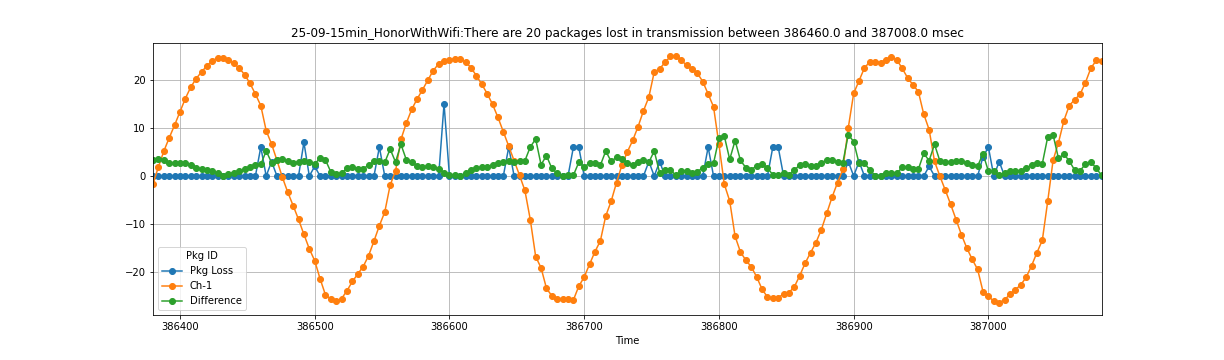 25-09-15min_HonorWithWifi:There are 20 packages lost in transmission between 386460.0 and 387008.0 msec
20
10
0
−10
−20
Pkg ID
Pkg Loss
Ch-1
Difference
386400 386500 386600 386700 386800 386900 387000
Time